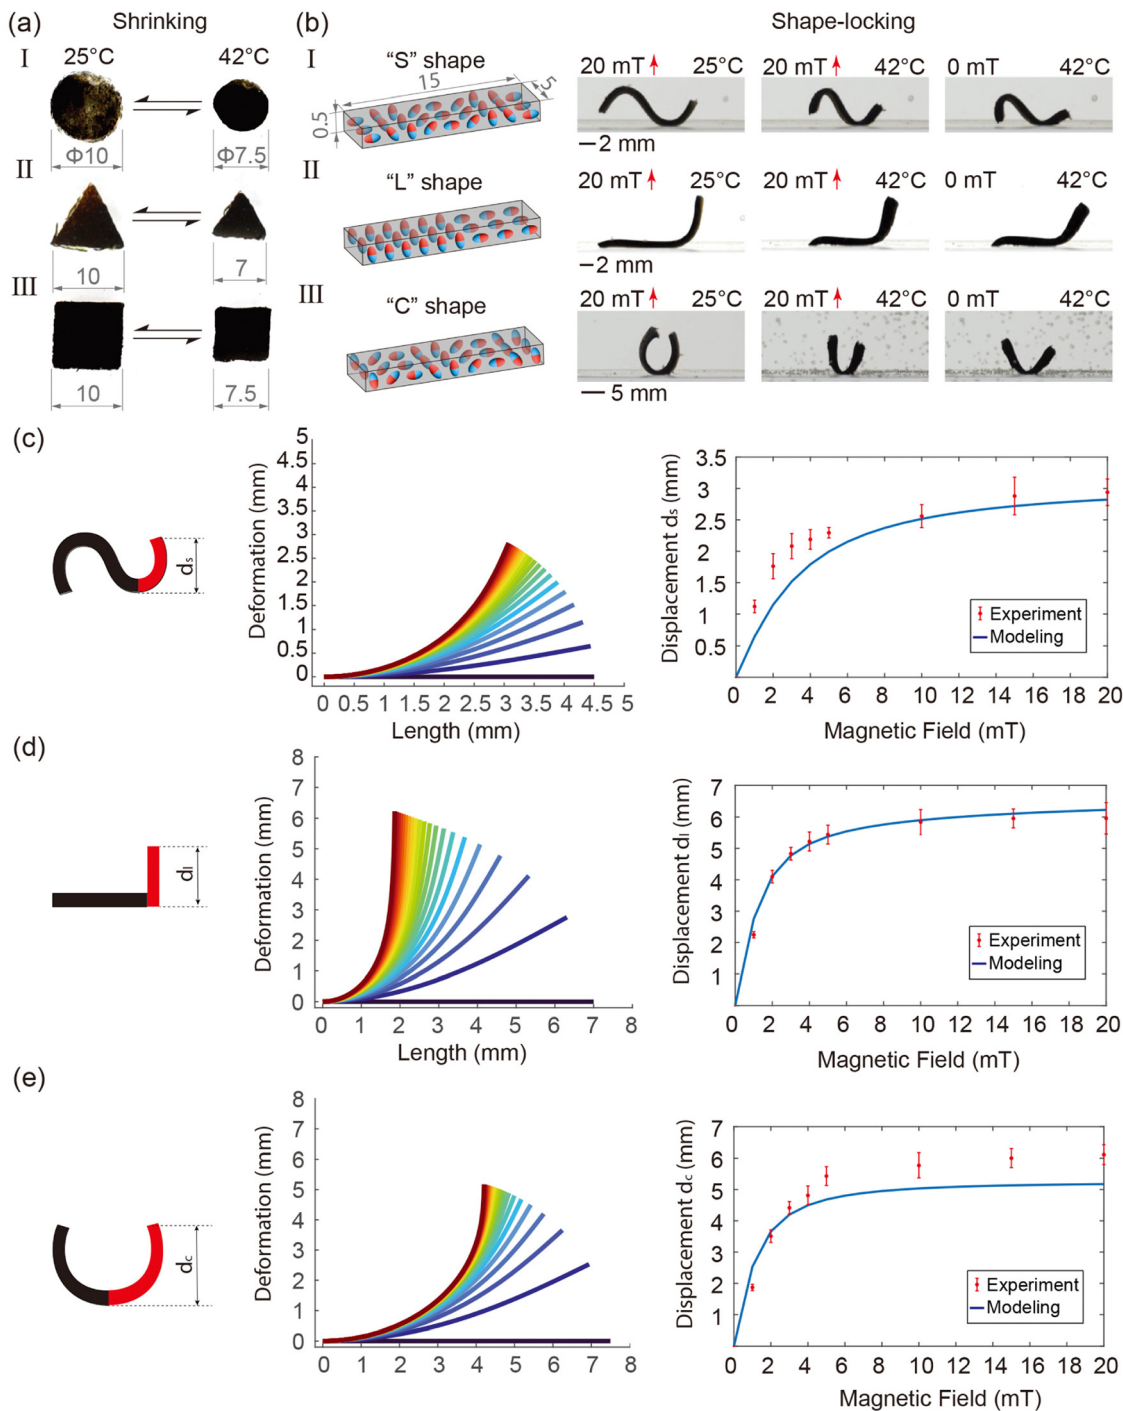 (a) Shrinking
I 25°C 42°C
Φ10 Φ7.5
II
10 7
III
10 7.5
(b) Shape-locking
I "S" shape
15 5
0.5
20 mT 25°C 20 mT 42°C 0 mT 42°C
2 mm
II "L" shape
20 mT 25°C 20 mT 42°C 0 mT 42°C
2 mm
III "C" shape
20 mT 25°C 20 mT 42°C 0 mT 42°C
5 mm
(c)
ds
Deformation (mm)
5
4.5
4
3.5
3
2.5
2
1.5
1
0.5
0
0 0.5 1 1.5 2 2.5 3 3.5 4 4.5 5
Length (mm)
Displacement ds (mm)
3.5
3
2.5
2
1.5
1
0.5
Experiment
Modeling
0 2 4 6 8 10 12 14 16 18 20
Magnetic Field (mT)
(d)
dl
Deformation (mm)
8
7
6
5
4
3
2
1
0
0 1 2 3 4 5 6 7 8
Length (mm)
Displacement dl (mm)
7
6
5
4
3
2
1
Experiment
Modeling
0 2 4 6 8 10 12 14 16 18 20
Magnetic Field (mT)
(e)
dc
Deformation (mm)
8
7
6
5
4
3
2
1
0
0 1 2 3 4 5 6 7 8
Length (mm)
Displacement dc (mm)
7
6
5
4
3
2
1
Experiment
Modeling
0 2 4 6 8 10 12 14 16 18 20
Magnetic Field (mT)